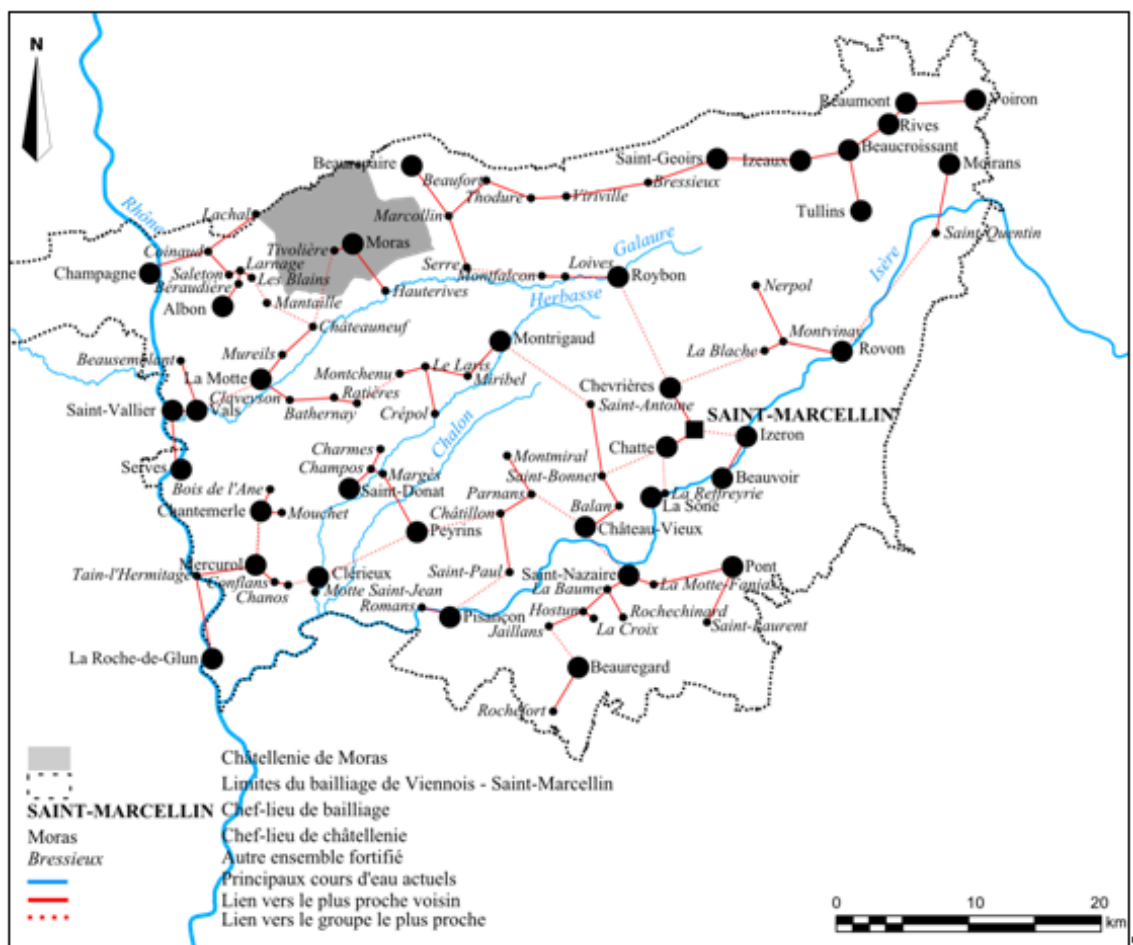 N
Réaumont
Voiron
Rives
Beaurepaire
Saint-Geoirs
Izeaux
Beaucroissant
Moirans
Beaufort
Bressieux
Thodure
Viriville
Tullins
Rhône
Lachal
Marcollin
Saint-Quentin
Tivolière
Moras
Galaure
Isère
Coinaud
Champagne
Saleton
Larnage
Les Blains
Béraudière
Serre
Montfalcon
Loives
Roybon
Hauterives
Nerpol
Albon
Mantaille
Herbasse
Châteauneuf
Montrigaud
Montvinay
Mureils
La Blache
Rovon
Beausemblant
Le Laris
La Motte
Montchenu
Miribel
Chevrières
Claveyson
Ratières
Saint-Antoine
Saint-Vallier
Vals
Bathernay
Crépol
SAINT-MARCELLIN
Chalon
Izeron
Charmes
Chatte
Serves
Champos
Margès
Montmiral
Saint-Bonnet
Beauvoir
Bois de l'Ane
Saint-Donat
Parnans
La Reffreyrie
Chantemerle
Mouchet
Châtillon
Balan
La Sône
Peyrins
Château-Vieux
Mercurol
Pont
Tain-l'Hermitage
Conflans
Clérieux
Saint-Paul
Saint-Nazaire
Chanos
Motte Saint-Jean
La Baume
La Motte-Fanjas
Romans
Pisançon
Hostun
Rochechinard
Jaillans
La Croix
Saint-Laurent
La Roche-de-Glun
Beauregard
Rochefort
Châtellenie de Moras
Limites du bailliage de Viennois - Saint-Marcellin
SAINT-MARCELLIN Chef-lieu de bailliage
Moras Chef-lieu de châtellenie
Bressieux Autre ensemble fortifié
Principaux cours d'eau actuels
Lien vers le plus proche voisin
Lien vers le groupe le plus proche
0 10 20
km